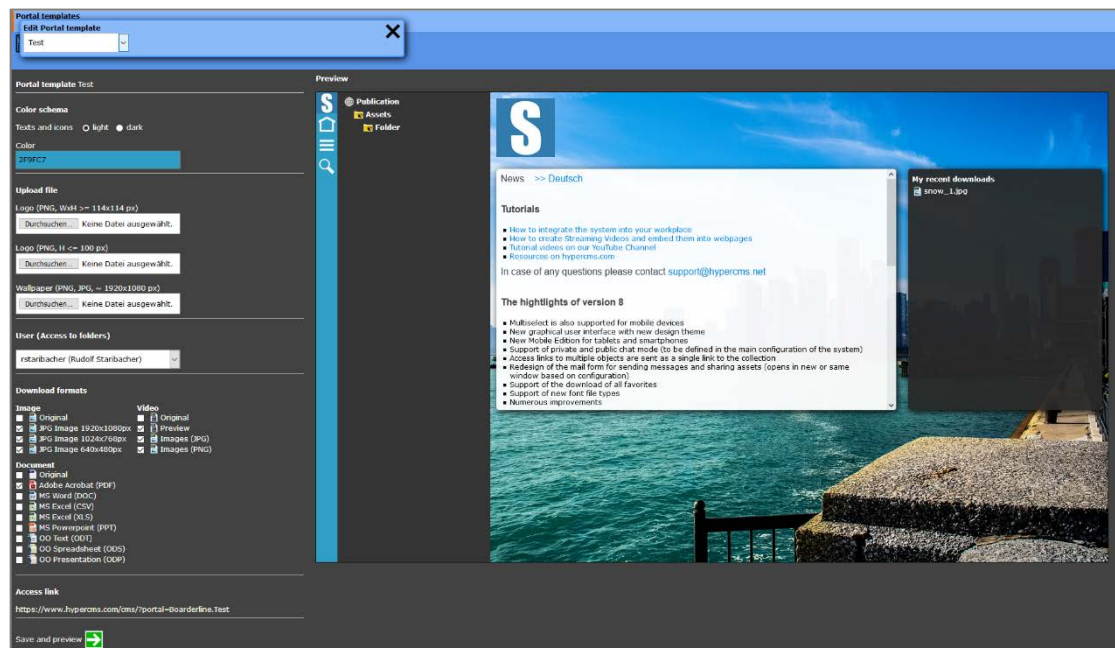 Portal templates
Edit Portal template
Test
Portal template Test
Color schema
Texts and icons light dark
Color
2F9FC7
Upload file
Logo (PNG, WxH >= 114x114 px)
Durchsuchen... Keine Datei ausgewählt.
Logo (PNG, H <= 100 px)
Durchsuchen... Keine Datei ausgewählt.
Wallpaper (PNG, JPG, ~ 1920x1080 px)
Durchsuchen... Keine Datei ausgewählt.
User (Access to folders)
rstaribacher (Rudolf Staribacher)
Download formats
Image Video
Original Original
JPG Image 1920x1080px Preview
JPG Image 1024x768px Images (JPG)
JPG Image 640x480px Images (PNG)
Document
Original
Adobe Acrobat (PDF)
MS Word (DOC)
MS Excel (CSV)
MS Excel (XLS)
MS Powerpoint (PPT)
OO Text (ODT)
OO Spreadsheet (ODS)
OO Presentation (ODP)
Access link
https://www.hypercms.com/cms/?portal=Boarderline.Test
Save and preview
Preview
S
Publication
Assets
Folder
S
News >> Deutsch
Tutorials
How to integrate the system into your workplace
How to create Streaming Videos and embed them into webpages
Tutorial videos on our YouTube Channel
Resources on hypercms.com
In case of any questions please contact support@hypercms.net
The hightlights of version 8
Multiselect is also supported for mobile devices
New graphical user interface with new design theme
New Mobile Edition for tablets and smartphones
Support of private and public chat mode (to be defined in the main configuration of the system)
Access links to multiple objects are sent as a single link to the collection
Redesign of the mail form for sending messages and sharing assets (opens in new or same
window based on configuration)
Support of the download of all favorites
Support of new font file types
Numerous improvements
My recent downloads
snow_1.jpg